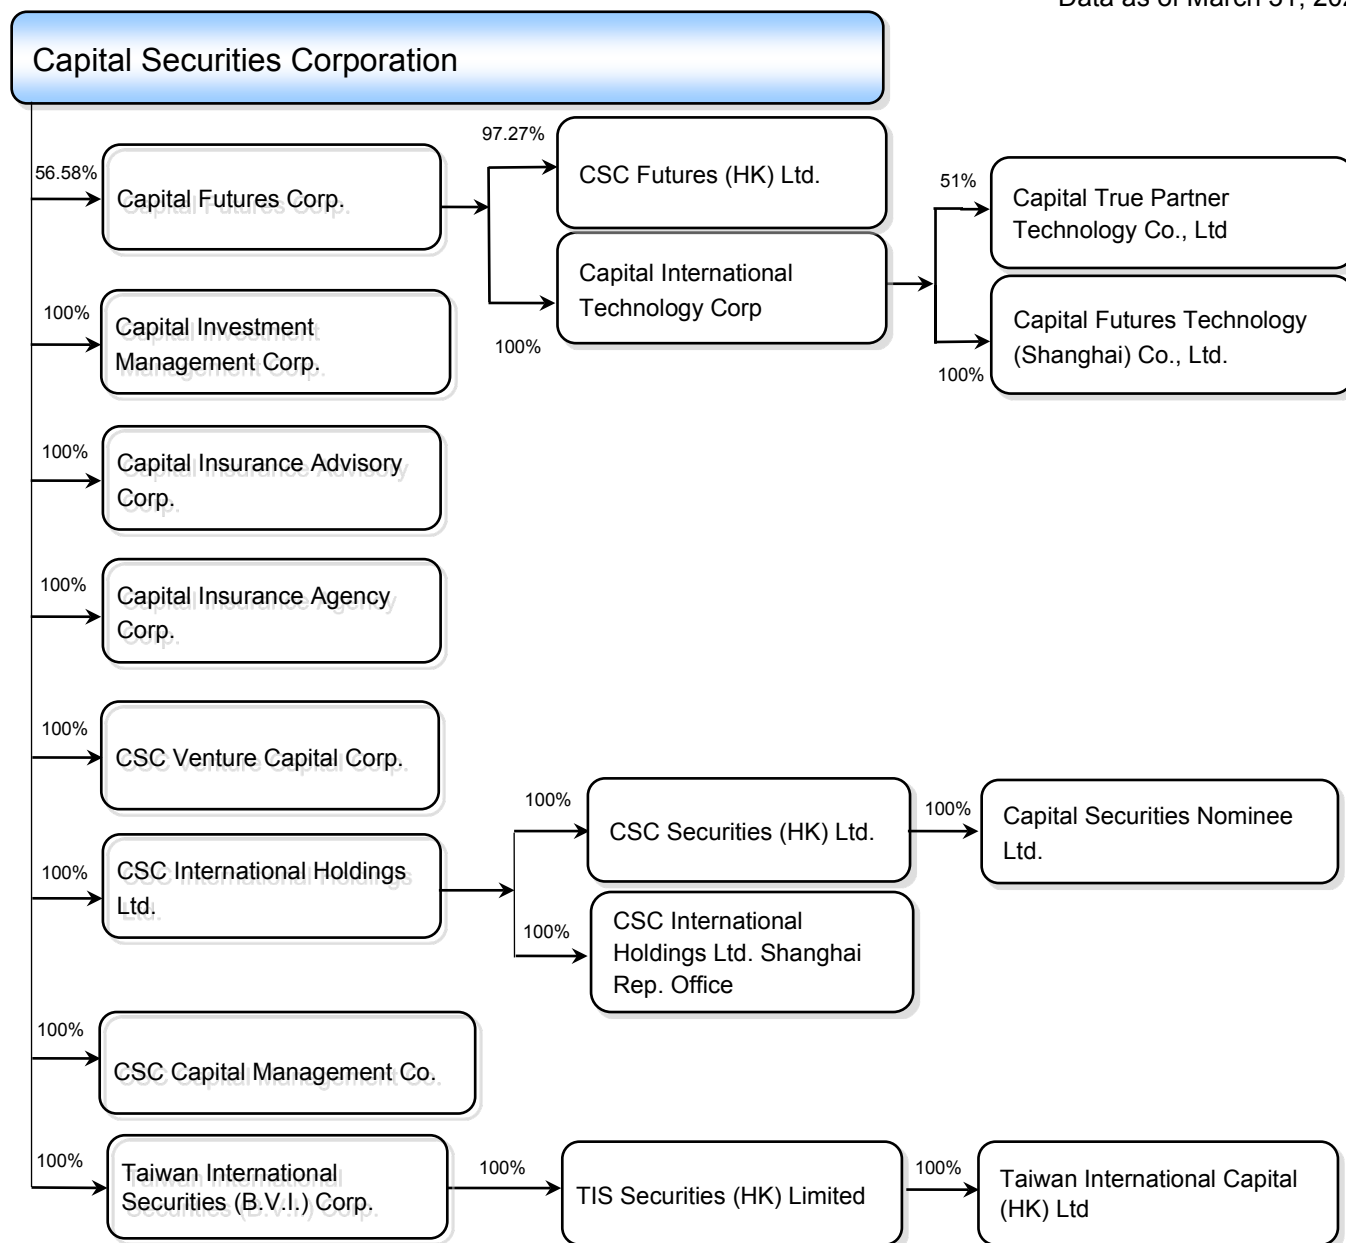 Data as of March 31,
Capital Securities Corporation
56.58%
Capital Futures Corp.
97.27%
CSC Futures (HK) Ltd.
100%
Capital International
Technology Corp
51%
Capital True Partner
Technology Co., Ltd
100%
Capital Futures Technology
(Shanghai) Co., Ltd.
100%
Capital Investment
Management Corp.
100%
Capital Insurance Advisory
Corp.
100%
Capital Insurance Agency
Corp.
100%
CSC Venture Capital Corp.
100%
CSC International Holdings
Ltd.
100%
CSC Securities (HK) Ltd.
100%
Capital Securities Nominee
Ltd.
100%
CSC International
Holdings Ltd. Shanghai
Rep. Office
100%
CSC Capital Management Co.
100%
Taiwan International
Securities (B.V.I.) Corp.
100%
TIS Securities (HK) Limited
100%
Taiwan International Capital
(HK) Ltd